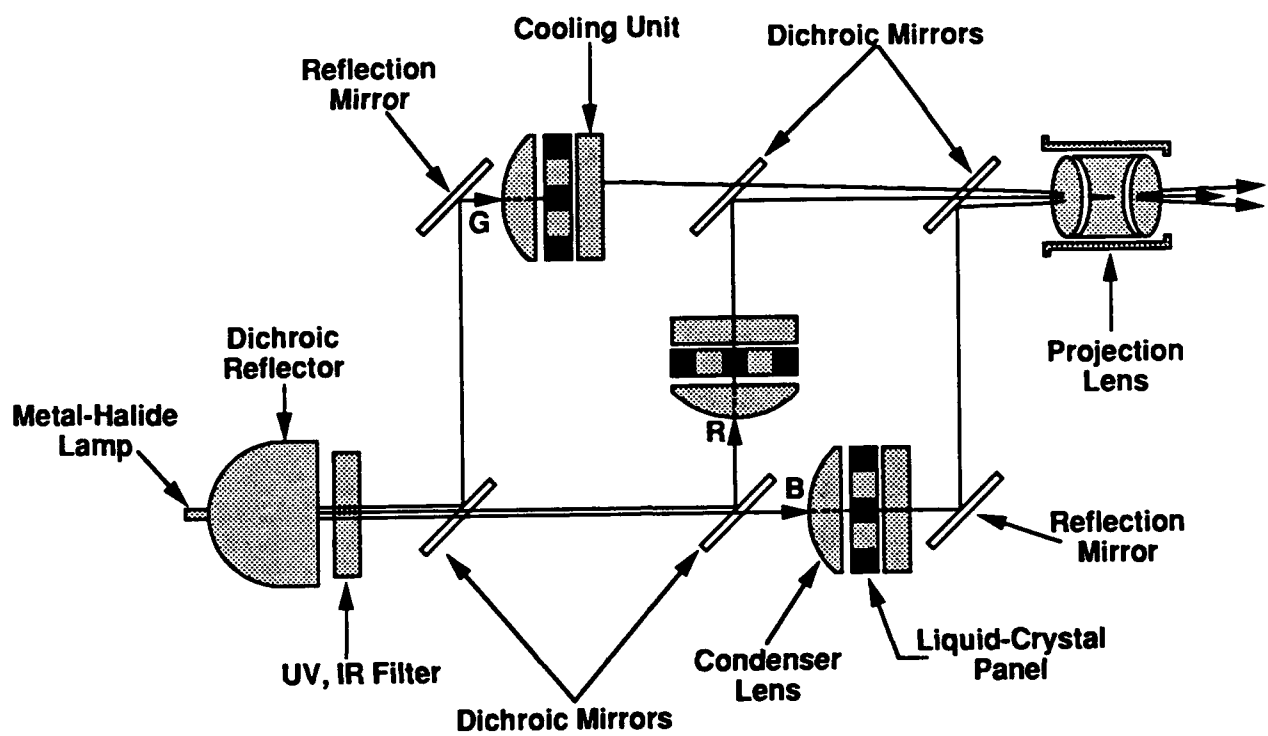 Cooling Unit
Dichroic Mirrors
Reflection
Mirror
G
Projection
Lens
Dichroic
Reflector
Metal-Halide
Lamp
R
B
Reflection
Mirror
UV, IR Filter
Condenser
Lens
Liquid-Crystal
Panel
Dichroic Mirrors